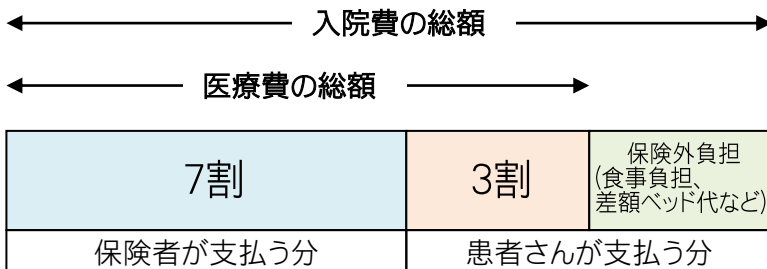 入院費の総額
医療費の総額
7割
3割
保険外負担
(食事負担、
差額ベッド代など)
保険者が支払う分
患者さんが支払う分